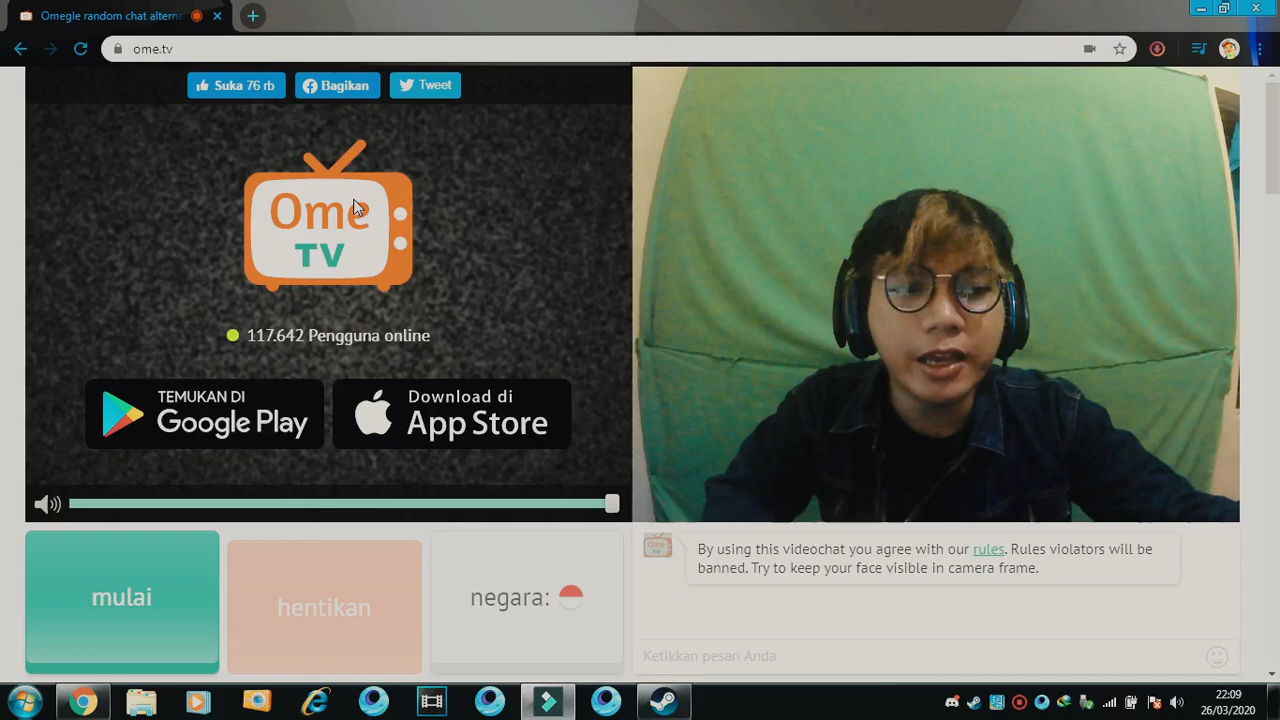 Omegle random chat alterna
ome.tv
Suka 76 rb
Bagikan
Tweet
Ome
TV
117.642 Pengguna online
TEMUKAN DI
Google Play
Download di
App Store
mulai
hentikan
negara:
Ome
TV
By using this videochat you agree with our rules. Rules violators will be
banned. Try to keep your face visible in camera frame.
Ketikkan pesan Anda
22:09
26/03/2020